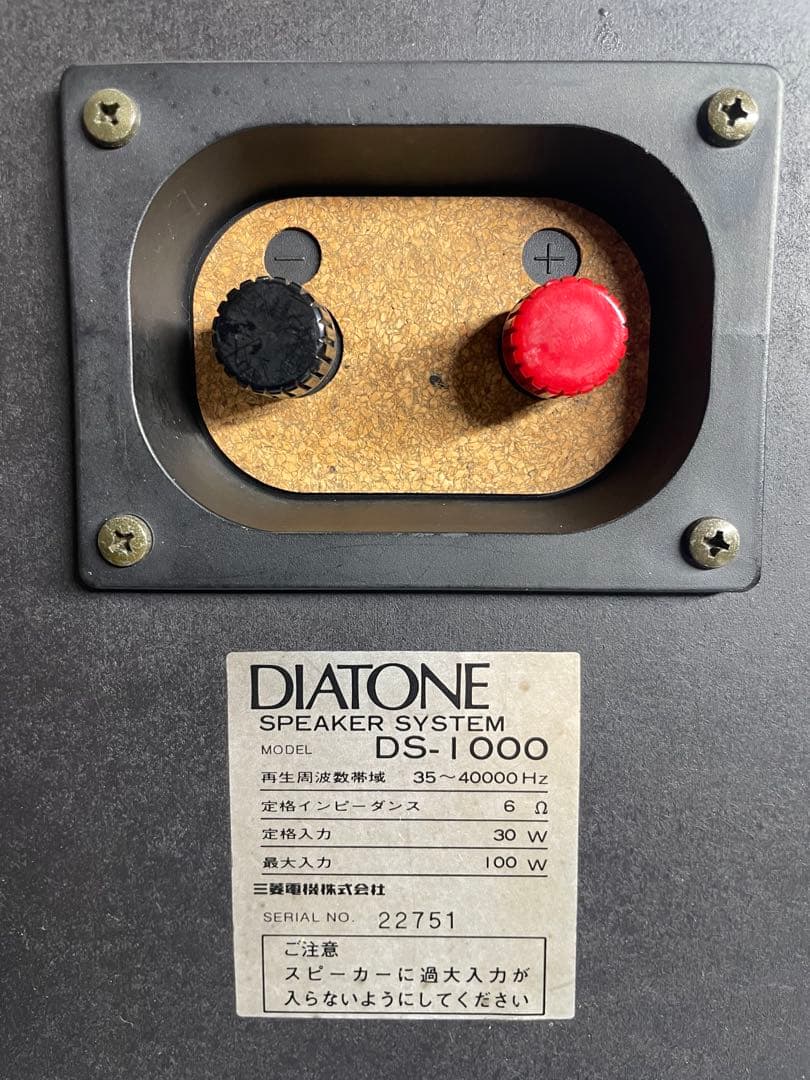 − +
DIATONE
SPEAKER SYSTEM
MODEL DS-1000
再生周波数帯域 35〜40000Hz
定格インピーダンス 6 Ω
定格入力 30 W
最大入力 100 W
三菱電機株式会社
SERIAL NO. 22751
ご注意
スピーカーに過大入力が
入らないようにしてください